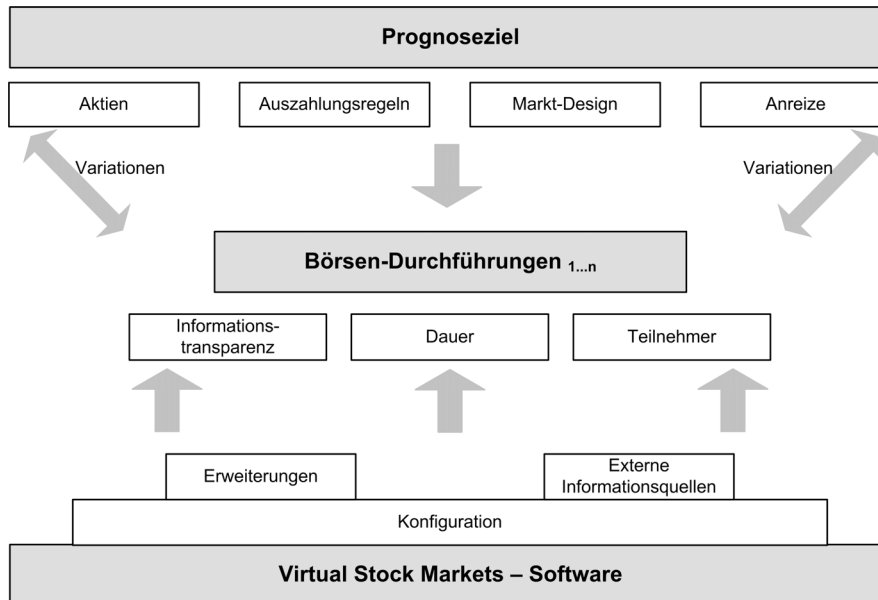 Prognoseziel
Aktien
Auszahlungsregeln
Markt-Design
Anreize
Variationen
Variationen
Börsen-Durchführungen 1...n
Informations-
transparenz
Dauer
Teilnehmer
Erweiterungen
Externe
Informationsquellen
Konfiguration
Virtual Stock Markets – Software